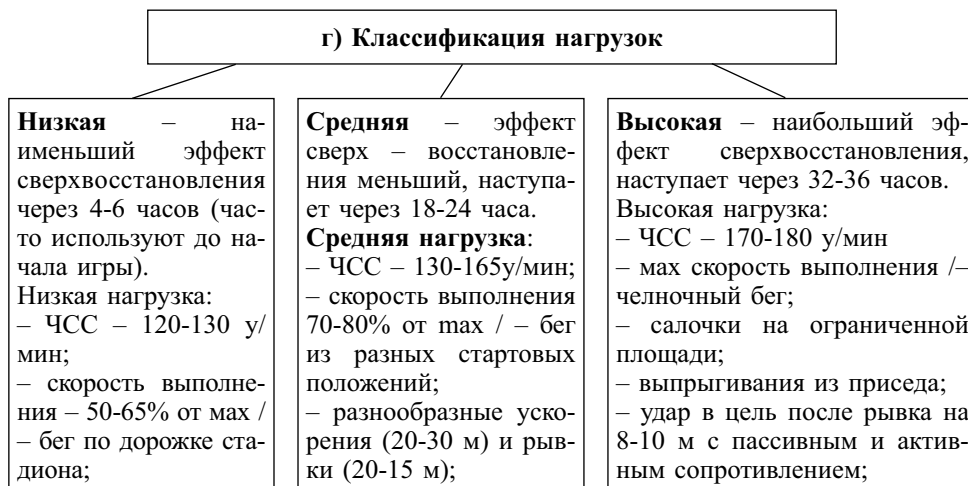 г) Классификация нагрузок
Низкая – на-
именьший эффект
сверхвосстановления
через 4-6 часов (час-
то используют до на-
чала игры).
Низкая нагрузка:
– ЧСС – 120-130 у/
мин;
– скорость выполне-
ния – 50-65% от мах /
– бег по дорожке ста-
диона;
Средняя – эффект
сверх – восстановле-
ния меньший, наступа-
ет через 18-24 часа.
Средняя нагрузка:
– ЧСС – 130-165у/мин;
– скорость выполнения
70-80% от max / – бег
из разных стартовых
положений;
– разнообразные уско-
рения (20-30 м) и рыв-
ки (20-15 м);
Высокая – наибольший эф-
фект сверхвосстановления,
наступает через 32-36 часов.
Высокая нагрузка:
– ЧСС – 170-180 у/мин
– мах скорость выполнения /–
челночный бег;
– салочки на ограниченной
площади;
– выпрыгивания из приседа;
– удар в цель после рывка на
8-10 м с пассивным и актив-
ным сопротивлением;